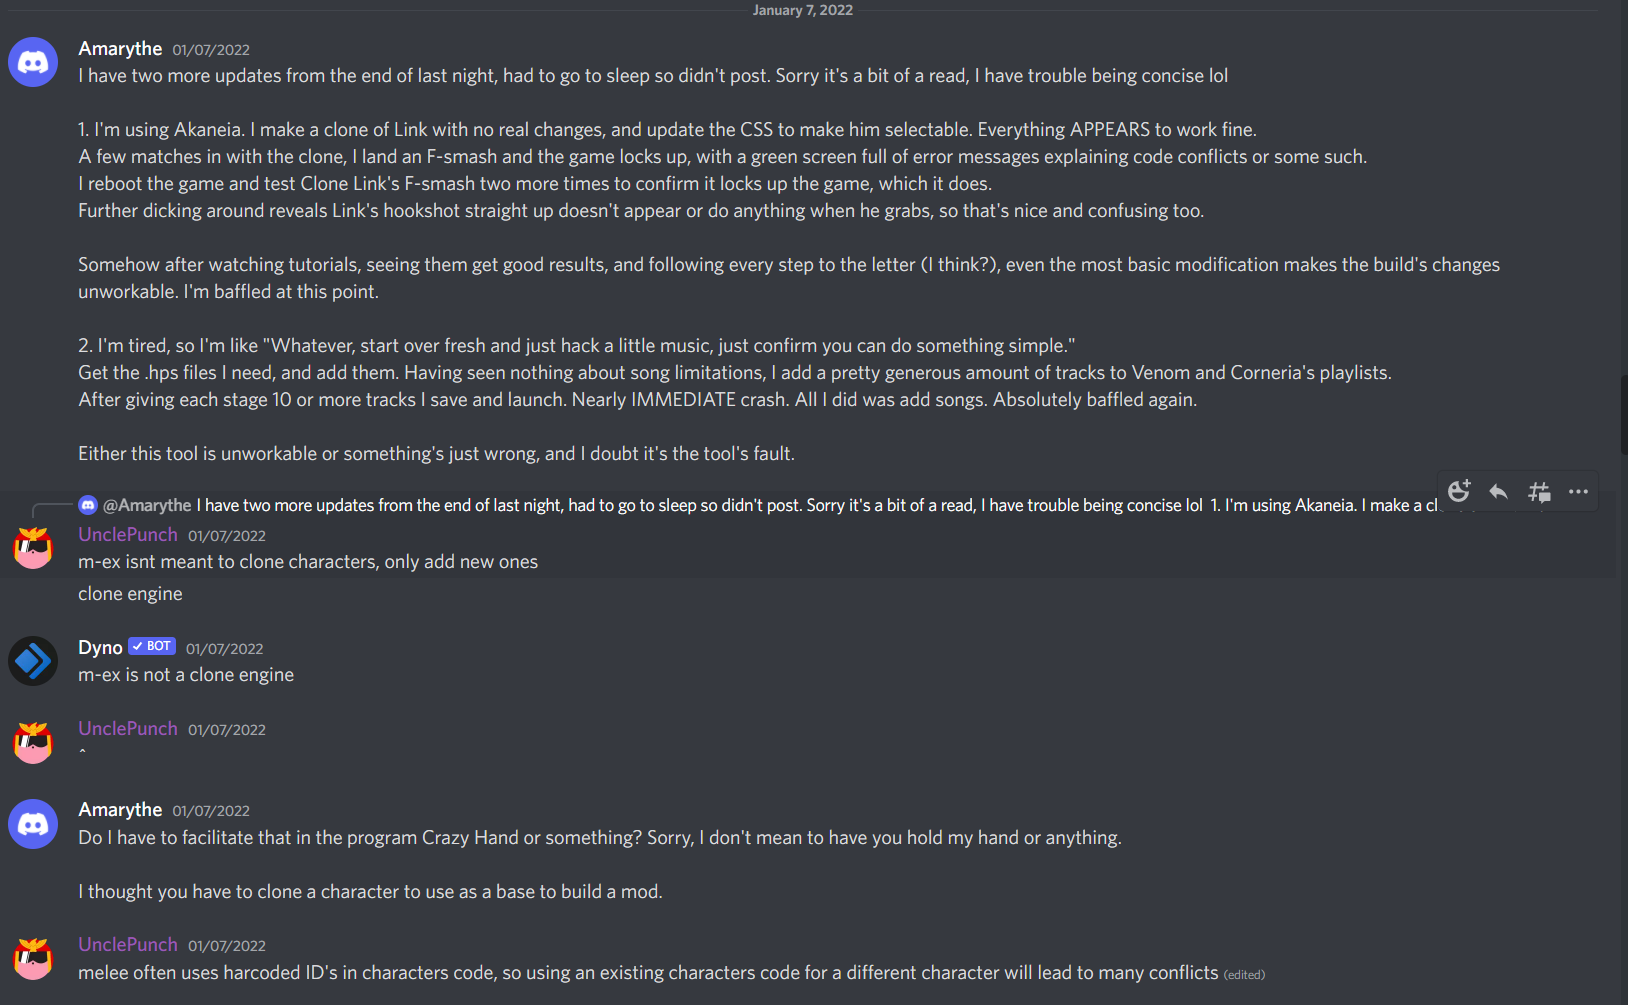 January 7, 2022
Amarythe 01/07/2022
I have two more updates from the end of last night, had to go to sleep so didn't post. Sorry it's a bit of a read, I have trouble being concise lol
1. I'm using Akaneia. I make a clone of Link with no real changes, and update the CSS to make him selectable. Everything APPEARS to work fine.
A few matches in with the clone, I land an F-smash and the game locks up, with a green screen full of error messages explaining code conflicts or some such.
I reboot the game and test Clone Link's F-smash two more times to confirm it locks up the game, which it does.
Further dicking around reveals Link's hookshot straight up doesn't appear or do anything when he grabs, so that's nice and confusing too.
Somehow after watching tutorials, seeing them get good results, and following every step to the letter (I think?), even the most basic modification makes the build's changes
unworkable. I'm baffled at this point.
2. I'm tired, so I'm like "Whatever, start over fresh and just hack a little music, just confirm you can do something simple."
Get the .hps files I need, and add them. Having seen nothing about song limitations, I add a pretty generous amount of tracks to Venom and Corneria's playlists.
After giving each stage 10 or more tracks I save and launch. Nearly IMMEDIATE crash. All I did was add songs. Absolutely baffled again.
Either this tool is unworkable or something's just wrong, and I doubt it's the tool's fault.
@Amarythe I have two more updates from the end of last night, had to go to sleep so didn't post. Sorry it's a bit of a read, I have trouble being concise lol 1. I'm using Akaneia. I make a
UnclePunch 01/07/2022
m-ex isnt meant to clone characters, only add new ones
clone engine
Dyno BOT 01/07/2022
m-ex is not a clone engine
UnclePunch 01/07/2022
^
Amarythe 01/07/2022
Do I have to facilitate that in the program Crazy Hand or something? Sorry, I don't mean to have you hold my hand or anything.
I thought you have to clone a character to use as a base to build a mod.
UnclePunch 01/07/2022
melee often uses harcoded ID's in characters code, so using an existing characters code for a different character will lead to many conflicts (edited)